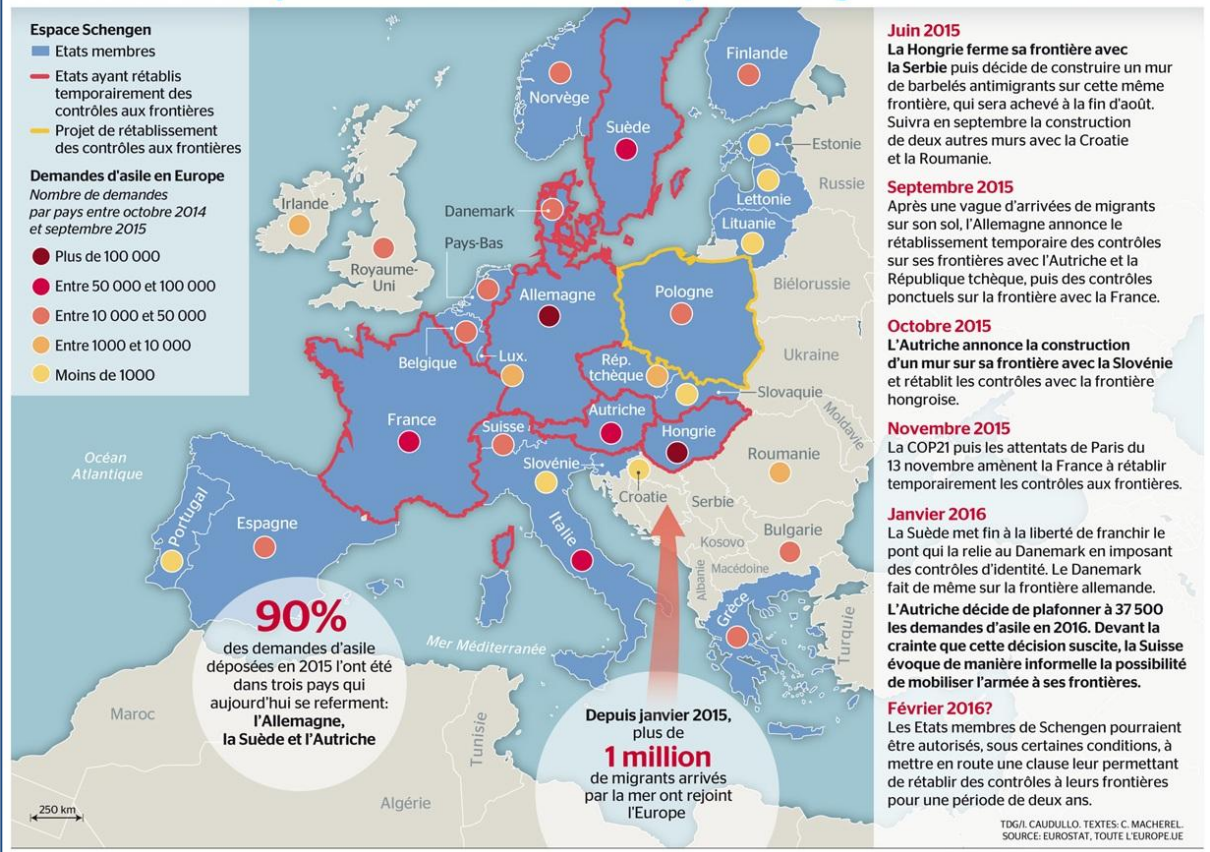 Espace Schengen
Etats membres
Etats ayant rétablis
temporairement des
contrôles aux frontières
Projet de rétablissement
des contrôles aux frontières
Demandes d'asile en Europe
Nombre de demandes
par pays entre octobre 2014
et septembre 2015
Plus de 100 000
Entre 50 000 et 100 000
Entre 10 000 et 50 000
Entre 1000 et 10 000
Moins de 1000
Finlande
Norvège
Suède
Estonie
Russie
Lettonie
Lituanie
Irlande
Danemark
Pays-Bas
Royaume-
Uni
Allemagne
Pologne
Biélorussie
Belgique
Lux.
Rép.
tchèque
Ukraine
Slovaquie
Moldavie
France
Suisse
Autriche
Hongrie
Roumanie
Océan
Atlantique
Slovénie
Croatie
Serbie
Portugal
Espagne
Italie
Kosovo
Bulgarie
Albanie
Macédoine
Grèce
Turquie
Mer Méditerranée
Maroc
Tunisie
Algérie
250 km
90%
des demandes d'asile
déposées en 2015 l'ont été
dans trois pays qui
aujourd'hui se referment:
l'Allemagne,
la Suède et l'Autriche
Depuis janvier 2015,
plus de
1 million
de migrants arrivés
par la mer ont rejoint
l'Europe
Juin 2015
La Hongrie ferme sa frontière avec
la Serbie puis décide de construire un mur
de barbelés antimigrants sur cette même
frontière, qui sera achevé à la fin d'août.
Suivra en septembre la construction
de deux autres murs avec la Croatie
et la Roumanie.
Septembre 2015
Après une vague d'arrivées de migrants
sur son sol, l'Allemagne annonce le
rétablissement temporaire des contrôles
sur ses frontières avec l'Autriche et la
République tchèque, puis des contrôles
ponctuels sur la frontière avec la France.
Octobre 2015
L'Autriche annonce la construction
d'un mur sur sa frontière avec la Slovénie
et rétablit les contrôles avec la frontière
hongroise.
Novembre 2015
La COP21 puis les attentats de Paris du
13 novembre amènent la France à rétablir
temporairement les contrôles aux frontières.
Janvier 2016
La Suède met fin à la liberté de franchir le
pont qui la relie au Danemark en imposant
des contrôles d'identité. Le Danemark
fait de même sur la frontière allemande.
L'Autriche décide de plafonner à 37 500
les demandes d'asile en 2016. Devant la
crainte que cette décision suscite, la Suisse
évoque de manière informelle la possibilité
de mobiliser l'armée à ses frontières.
Février 2016?
Les Etats membres de Schengen pourraient
être autorisés, sous certaines conditions, à
mettre en route une clause leur permettant
de rétablir des contrôles à leurs frontières
pour une période de deux ans.
TDG/I. CAUDULLO. TEXTES: C. MACHEREL.
SOURCE: EUROSTAT, TOUTE L'EUROPE.UE